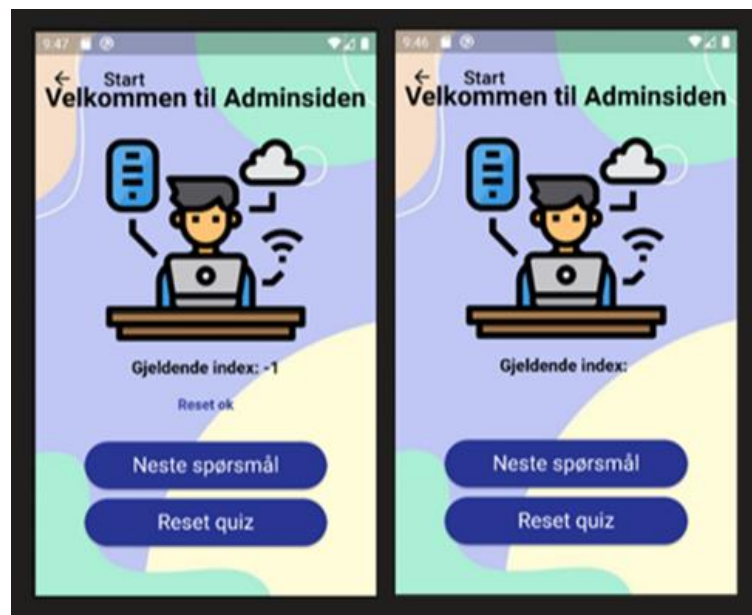 9:47
Start
Velkommen til Adminsiden
Gjeldende index: -1
Reset ok
Neste spørsmål
Reset quiz
9:46
Start
Velkommen til Adminsiden
Gjeldende index:
Neste spørsmål
Reset quiz